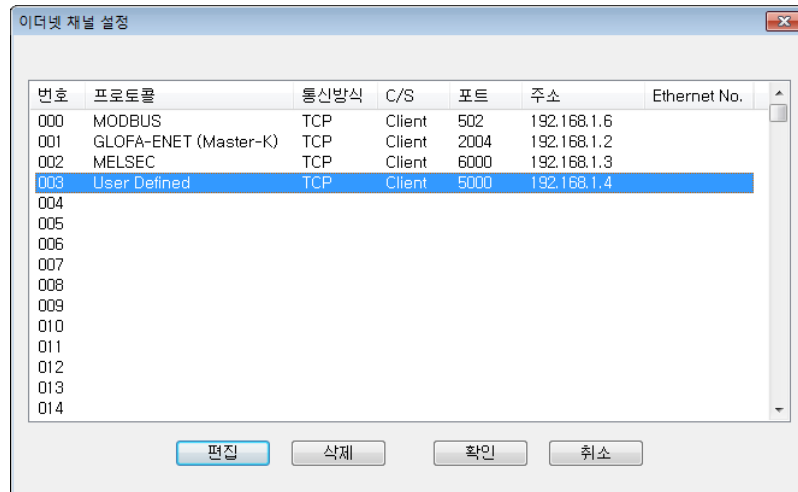 이더넷 채널 설정
번호 프로토콜 통신방식 C/S 포트 주소 Ethernet No.
000 MODBUS TCP Client 502 192.168.1.6
001 GLOFA-ENET (Master-K) TCP Client 2004 192.168.1.2
002 MELSEC TCP Client 6000 192.168.1.3
003 User Defined TCP Client 5000 192.168.1.4
004
005
006
007
008
009
010
011
012
013
014
편집 삭제 확인 취소